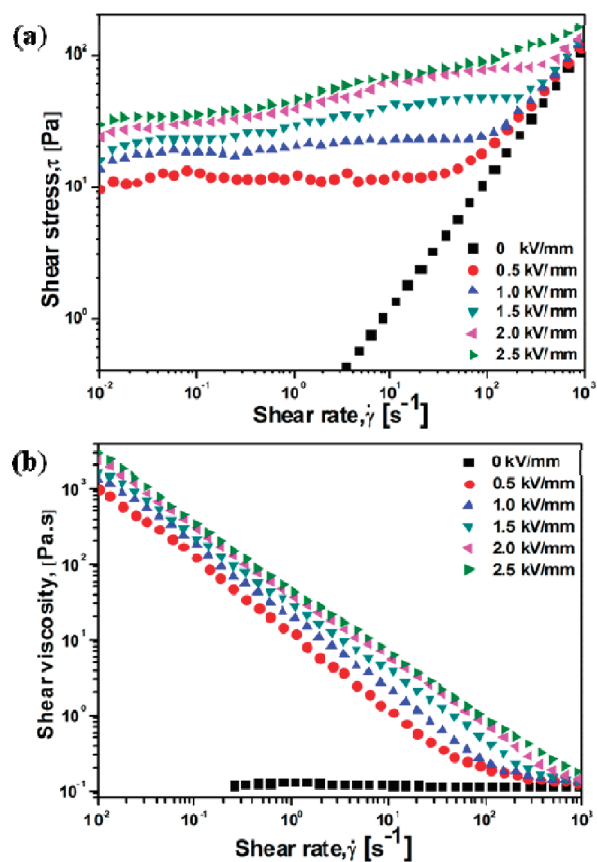 (a)
Shear stress,τ [Pa]
10²
10¹
10⁰
0 kV/mm
0.5 kV/mm
1.0 kV/mm
1.5 kV/mm
2.0 kV/mm
2.5 kV/mm
10⁻² 10⁻¹ 10⁰ 10¹ 10² 10³
Shear rate,γ̇ [s⁻¹]
(b)
Shear viscosity, [Pa.s]
10³
10²
10¹
10⁰
10⁻¹
0 kV/mm
0.5 kV/mm
1.0 kV/mm
1.5 kV/mm
2.0 kV/mm
2.5 kV/mm
10⁻² 10⁻¹ 10⁰ 10¹ 10² 10³
Shear rate,γ̇ [s⁻¹]